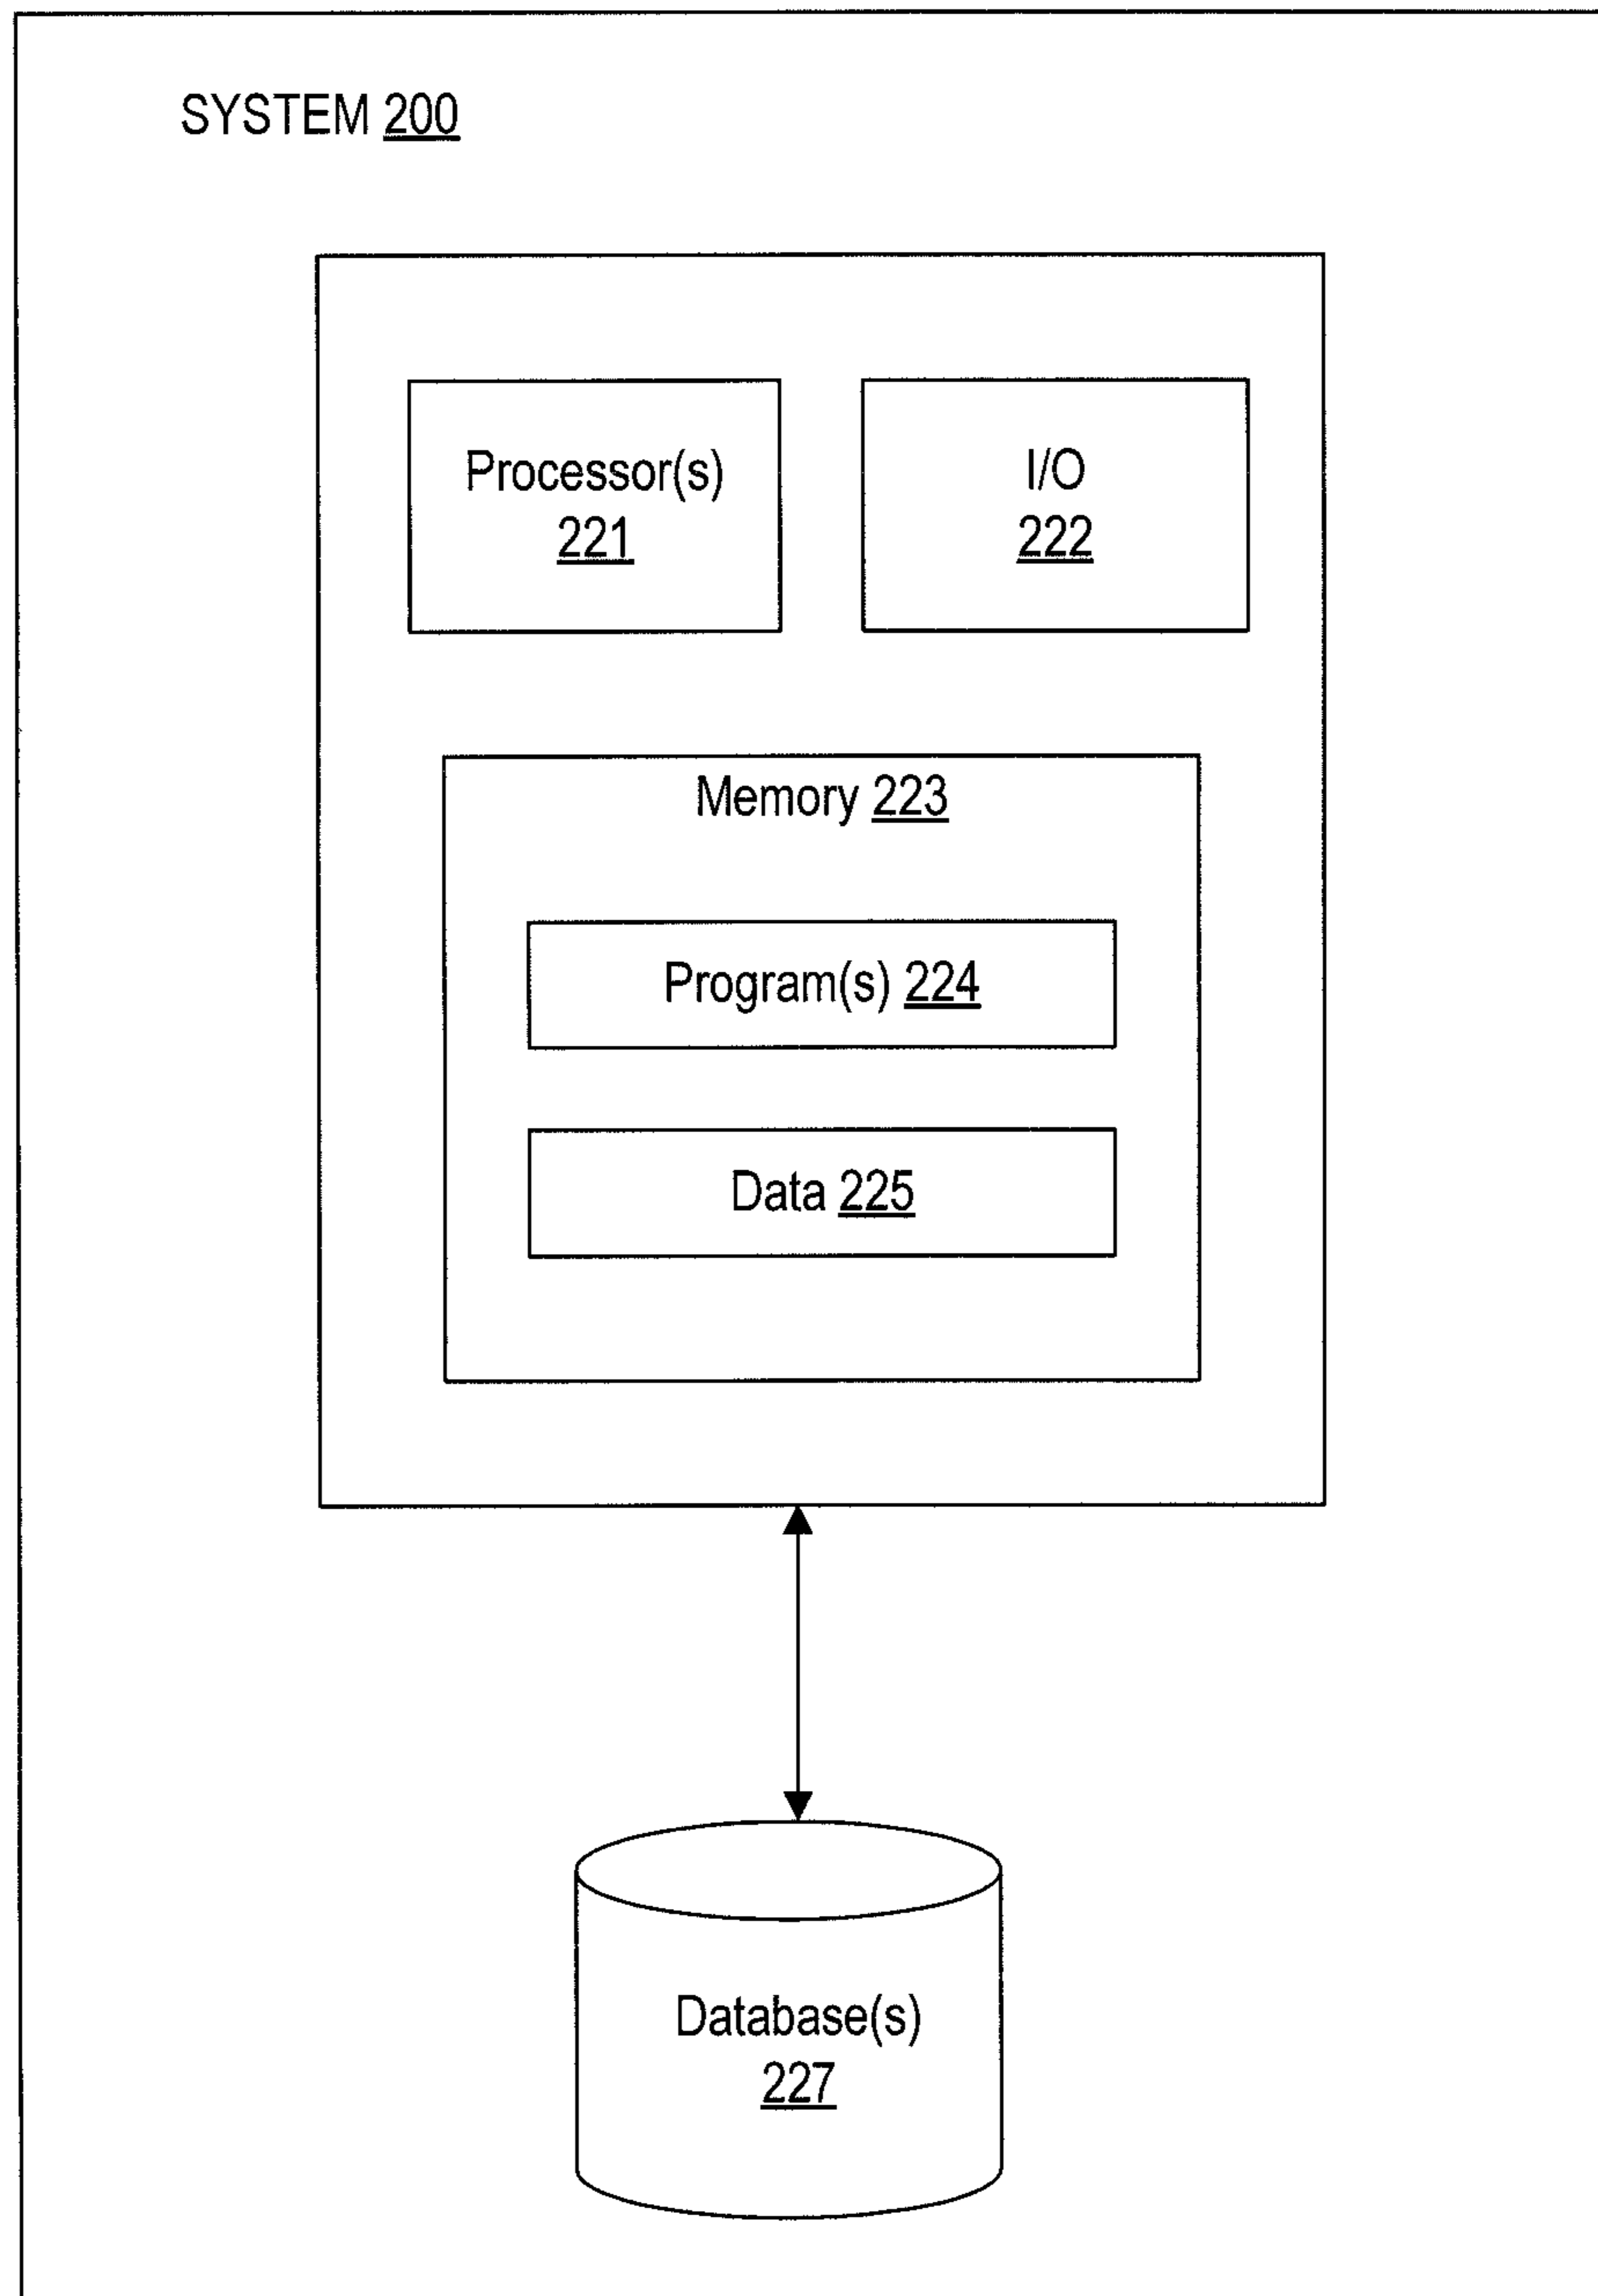 SYSTEM 200
Processor(s)
221
I/O
222
Memory 223
Program(s) 224
Data 225
Database(s)
227